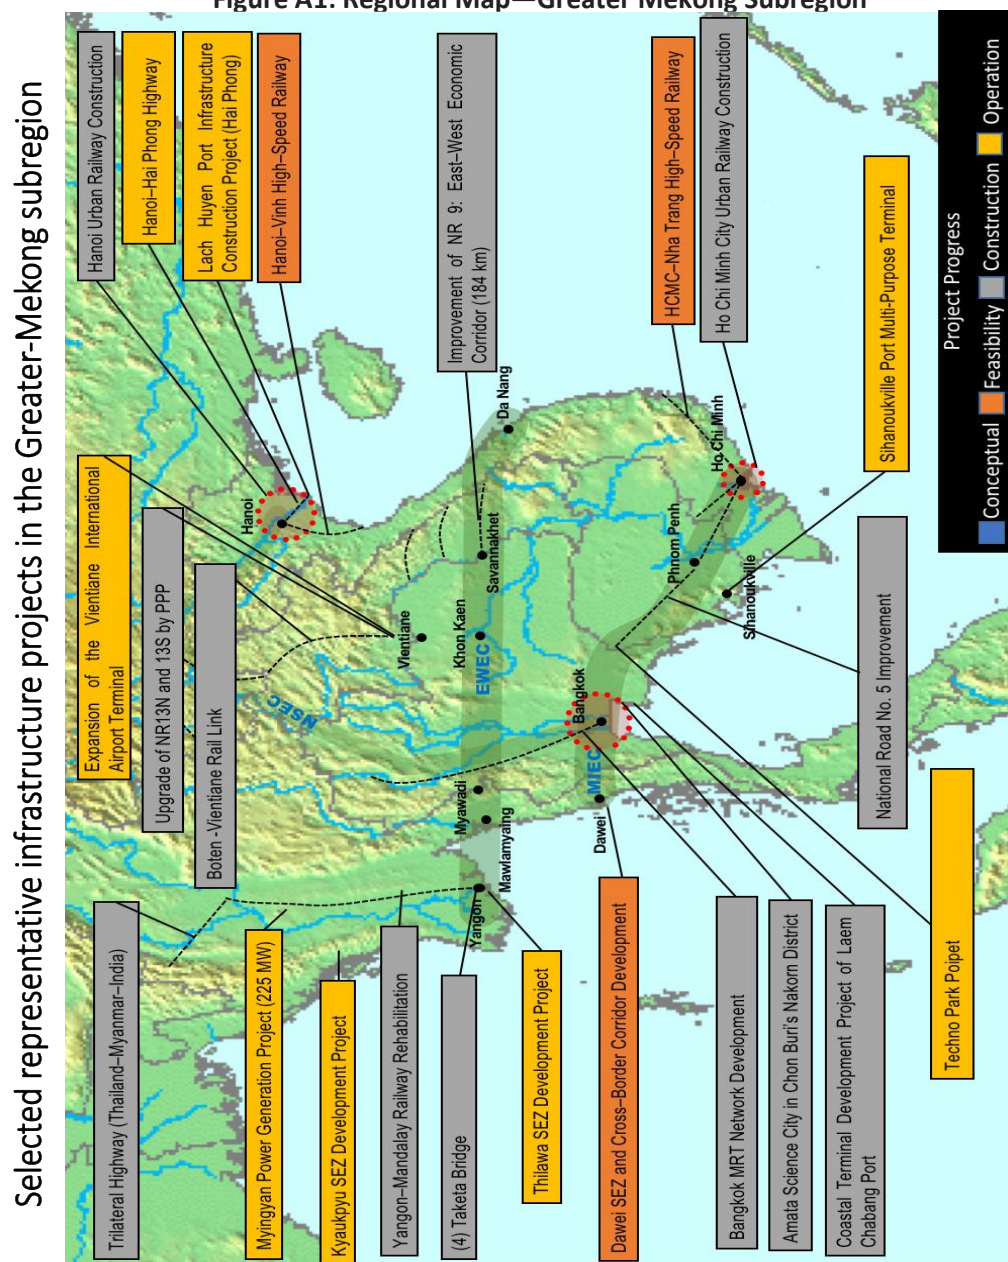 Figure A1. Regional Map—Greater Mekong Subregion
Selected representative infrastructure projects in the Greater-Mekong subregion
Trilateral Highway (Thailand–Myanmar–India)
Myingyan Power Generation Project (225 MW)
Kyaukpyu SEZ Development Project
Yangon–Mandalay Railway Rehabilitation
(4) Taketa Bridge
Thilawa SEZ Development Project
Dawei SEZ and Cross–Border Corridor Development
Bangkok MRT Network Development
Amata Science City in Chon Buri's Nakorn District
Coastal Terminal Development Project of Laem
Chabang Port
Techno Park Poipet
Expansion of the Vientiane International
Airport Terminal
Upgrade of NR13N and 13S by PPP
Boten -Vientiane Rail Link
Hanoi Urban Railway Construction
Hanoi–Hai Phong Highway
Lach Huyen Port Infrastructure
Construction Project (Hai Phong)
Hanoi–Vinh High–Speed Railway
Improvement of NR 9: East–West Economic
Corridor (184 km)
HCMC–Nha Trang High–Speed Railway
Ho Chi Minh City Urban Railway Construction
Sihanoukville Port Multi-Purpose Terminal
National Road No. 5 Improvement
Hanoi
Vientiane
Khon Kaen
Savannakhet
Da Nang
NSEC
EWEC
MIEC
Myawadi
Mawlamyaing
Yangon
Dawei
Bangkok
Phnom Penh
Ho Chi Minh
Sihanoukville
Project Progress
Conceptual
Feasibility
Construction
Operation